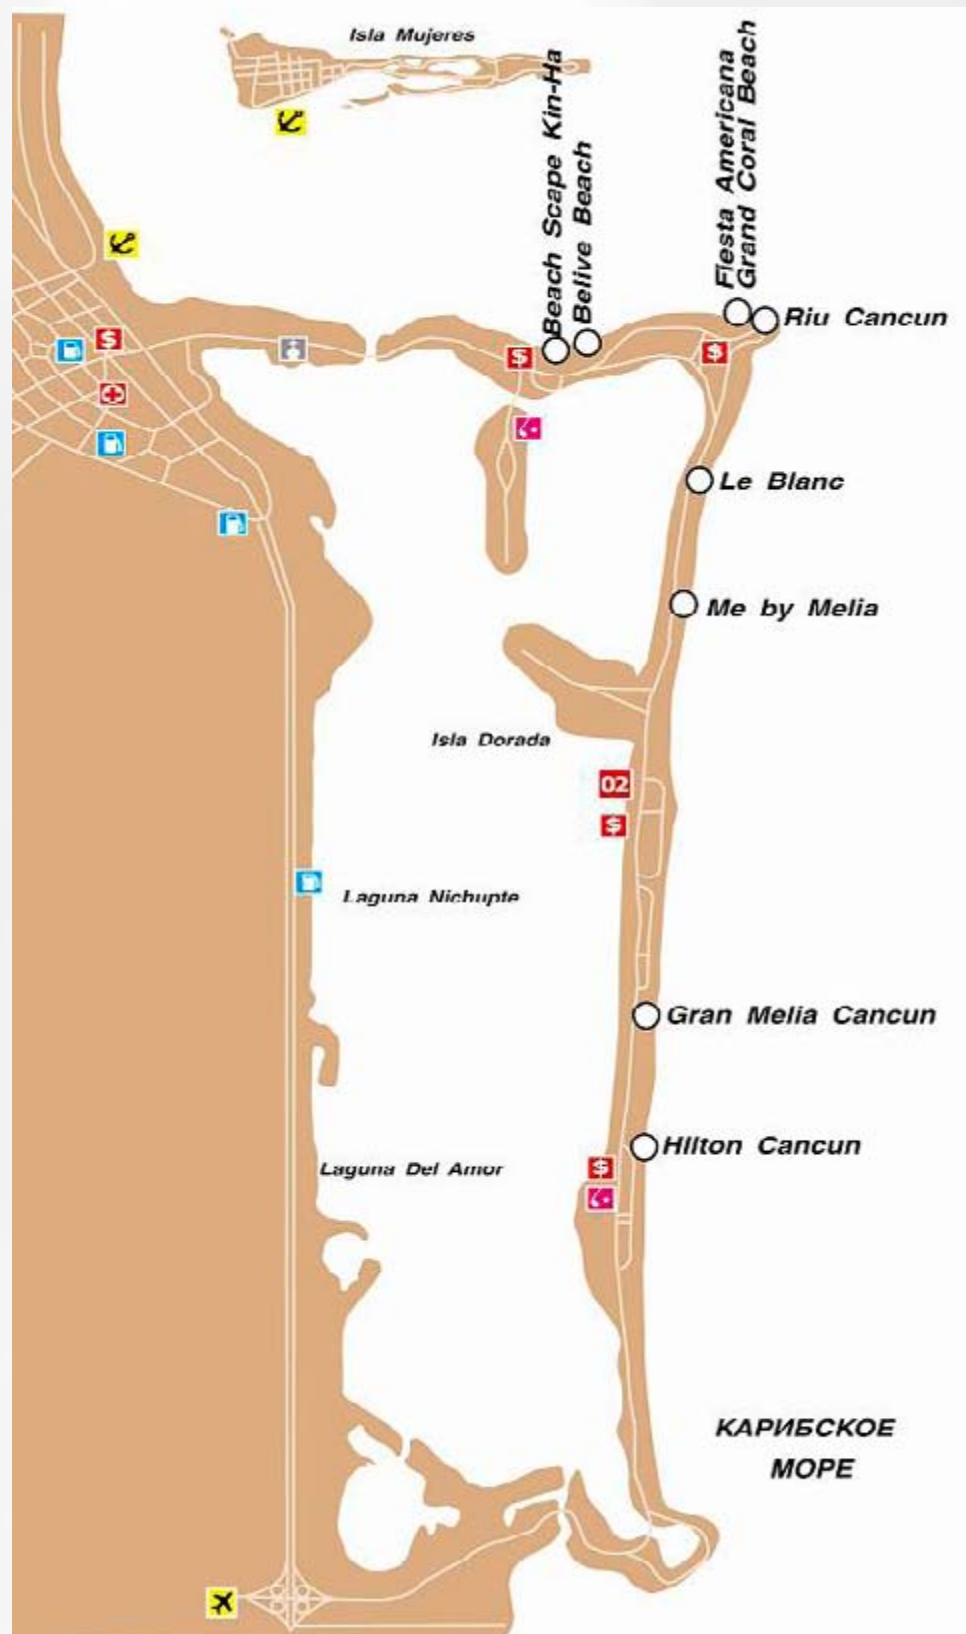 Isla Mujeres
Beach Scape Kin-Ha
Belive Beach
Fiesta Americana
Grand Coral Beach
Riu Cancun
$
$
$
Le Blanc
Me by Melia
Isla Dorada
02
$
Laguna Nichupte
Gran Melia Cancun
Hilton Cancun
Laguna Del Amor
$
КАРИБСКОЕ
МОРЕ